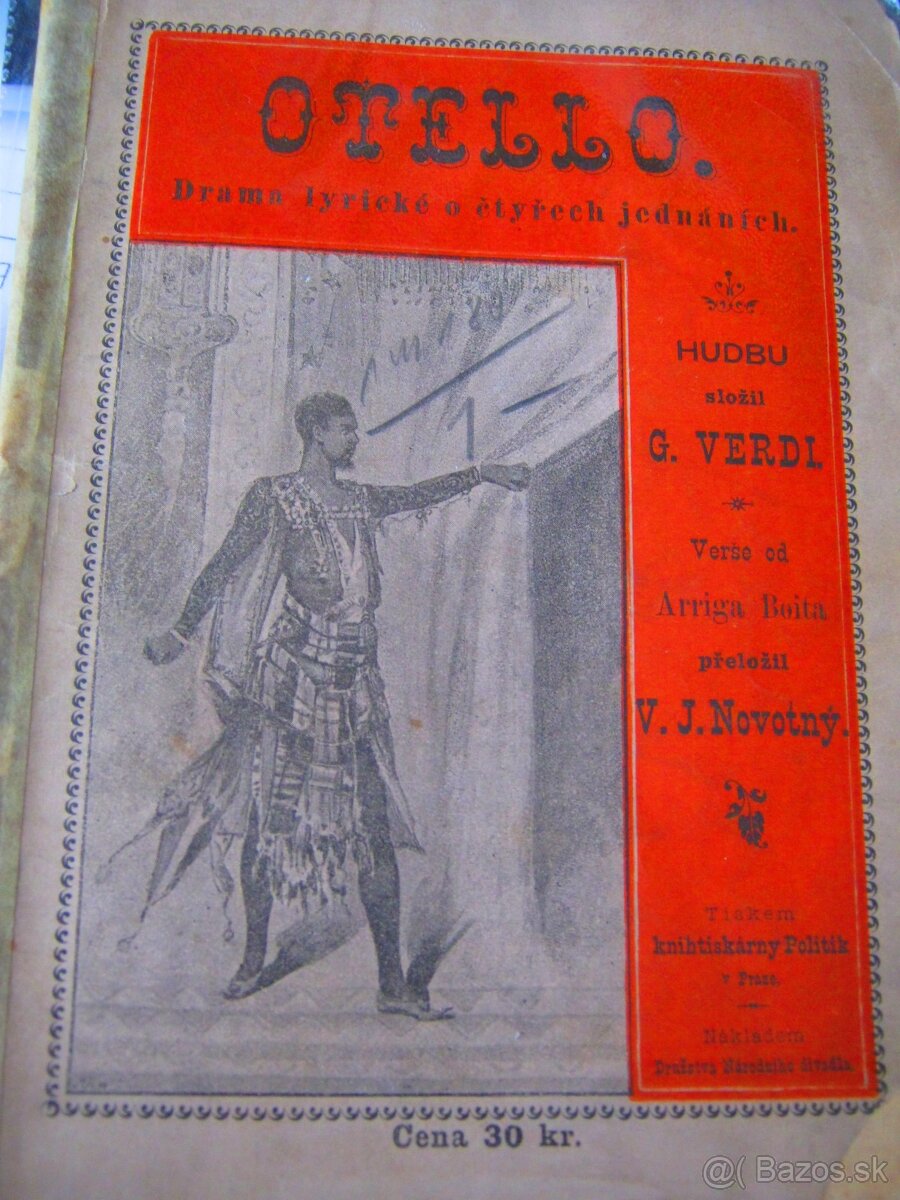 OTELLO.
Drama lyrické o čtyřech jednáních.
HUDBU
složil
G. VERDI.
Verše od
Arriga Boita
přeložil
V. J. Novotný.
Tiskem
knihtiskárny Politik
v Praze.
Nákladem
Družstva Národního divadla.
Cena 30 kr.
@( Bazos.sk